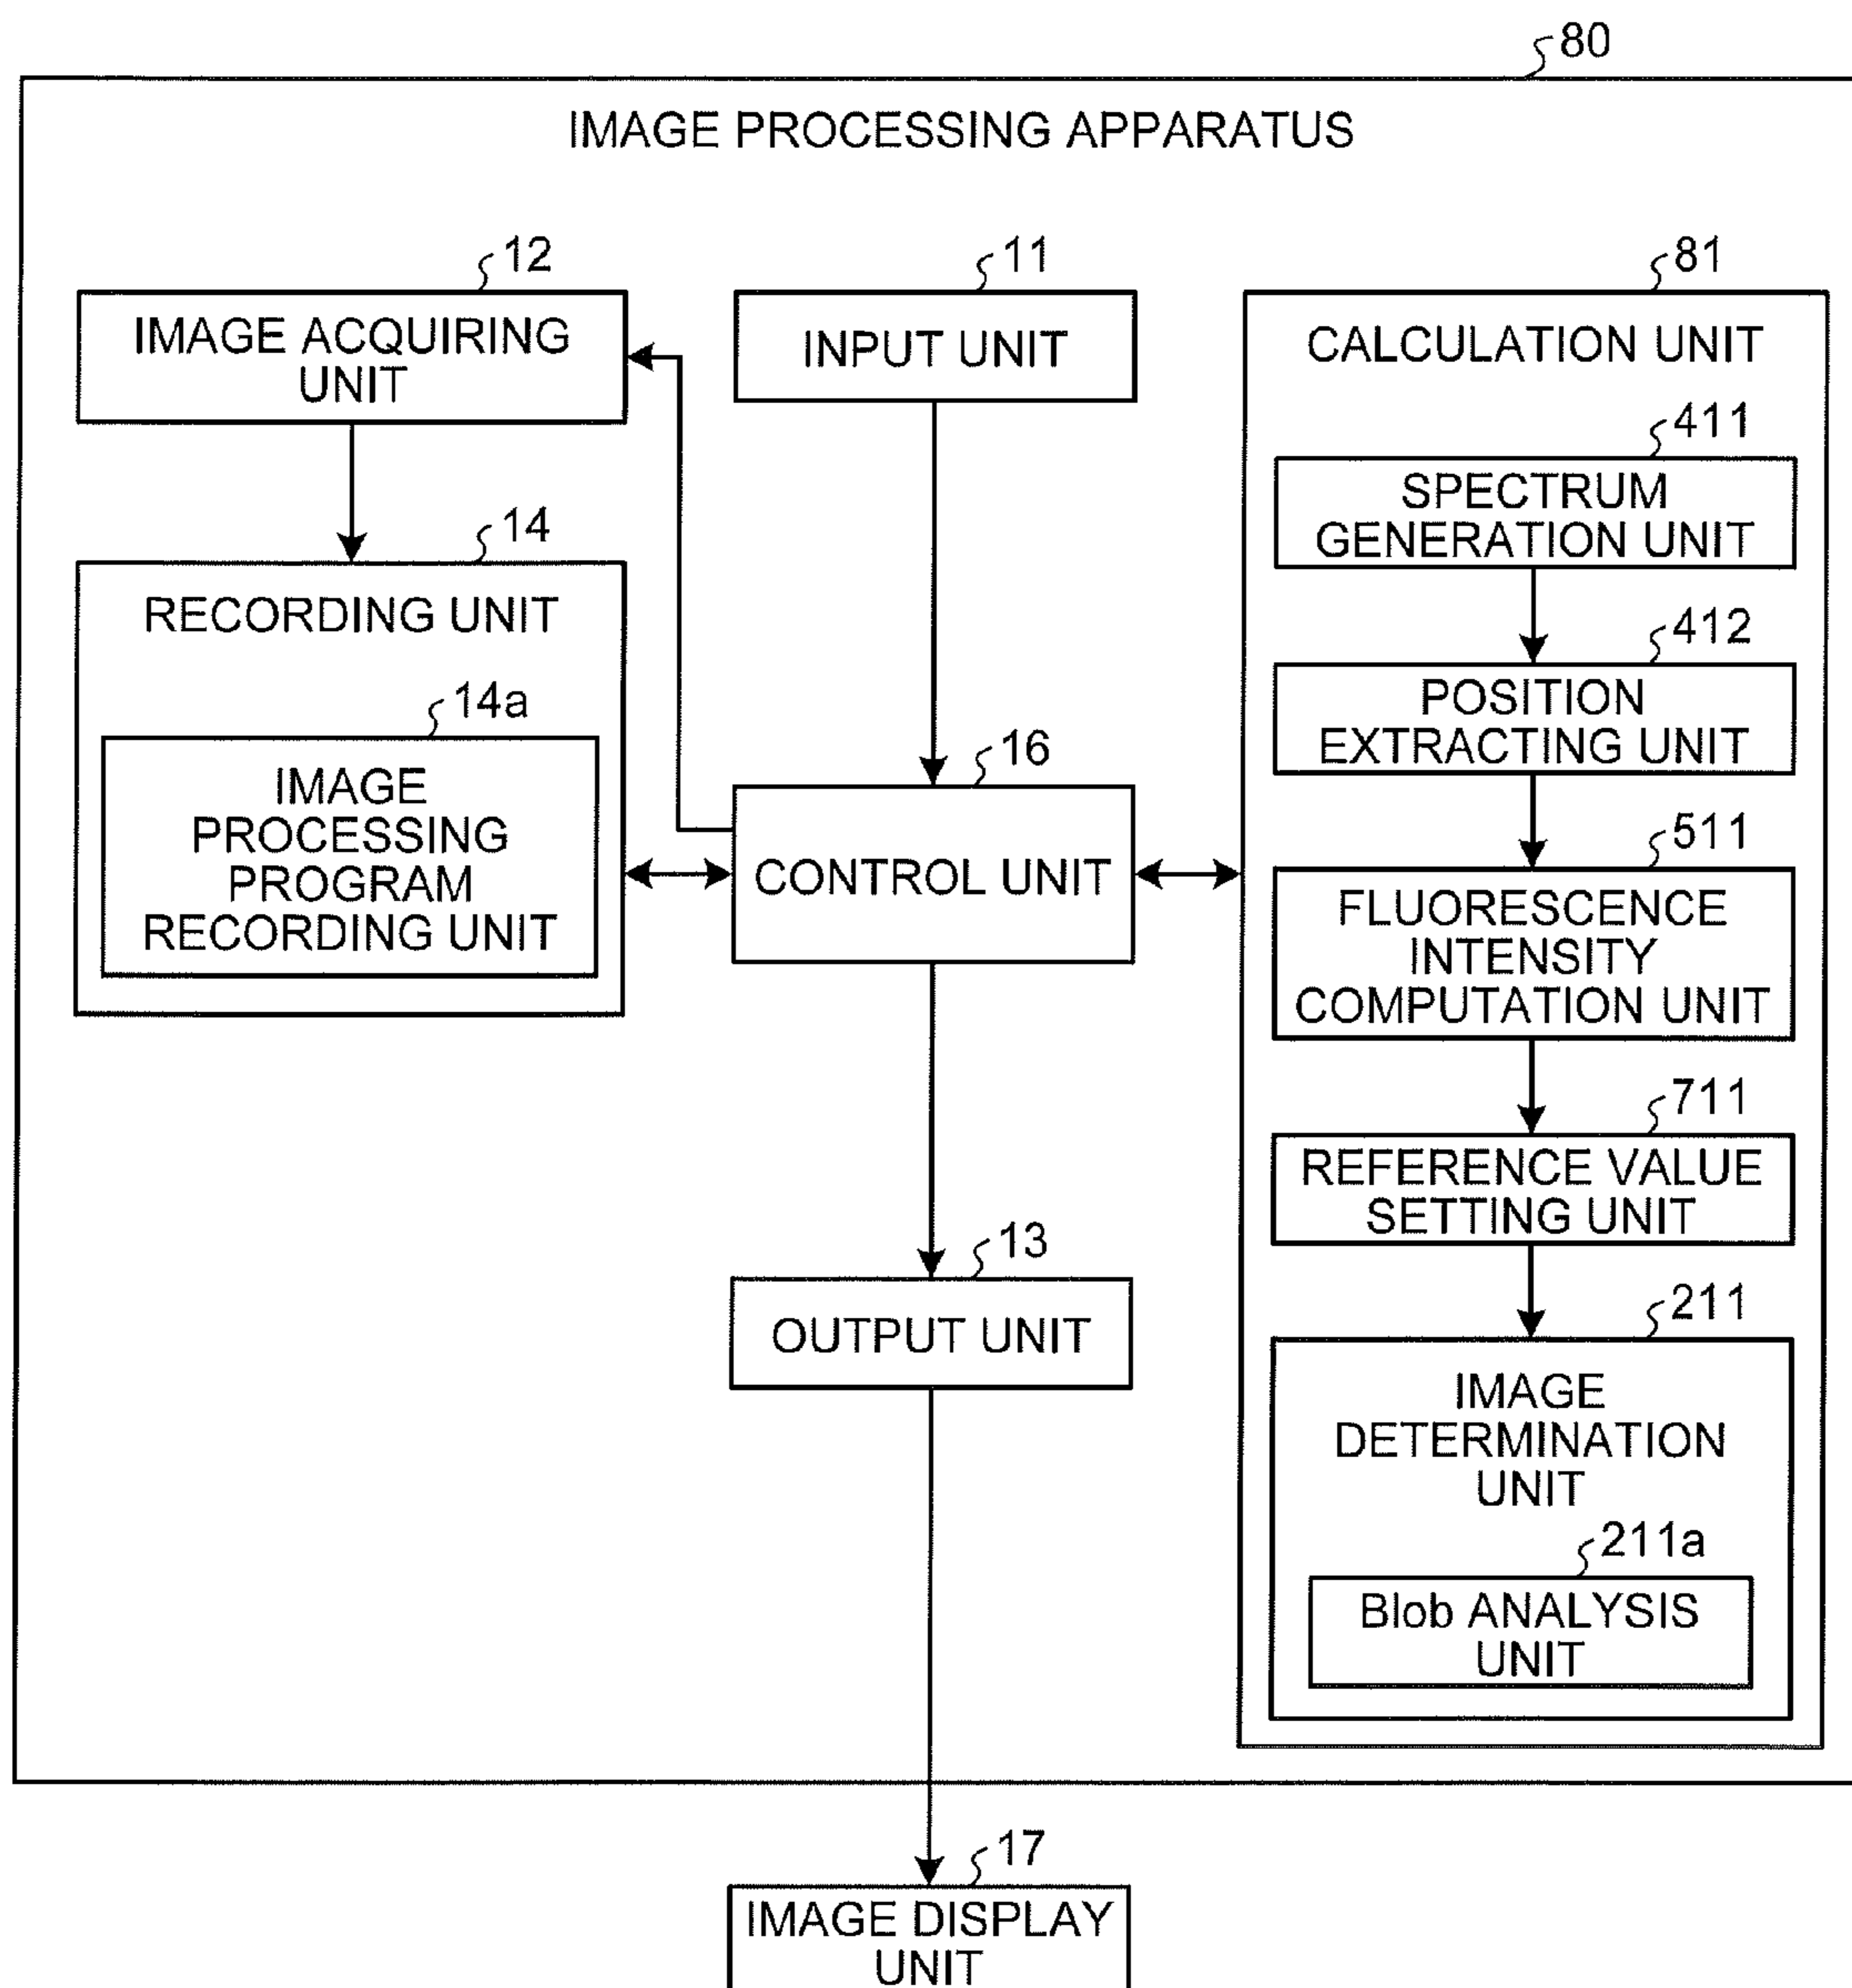 80
IMAGE PROCESSING APPARATUS
12
IMAGE ACQUIRING
UNIT
11
INPUT UNIT
81
CALCULATION UNIT
411
SPECTRUM
GENERATION UNIT
14
RECORDING UNIT
14a
IMAGE
PROCESSING
PROGRAM
RECORDING UNIT
16
CONTROL UNIT
412
POSITION
EXTRACTING UNIT
511
FLUORESCENCE
INTENSITY
COMPUTATION UNIT
711
REFERENCE VALUE
SETTING UNIT
13
OUTPUT UNIT
211
IMAGE
DETERMINATION
UNIT
211a
Blob ANALYSIS
UNIT
17
IMAGE DISPLAY
UNIT